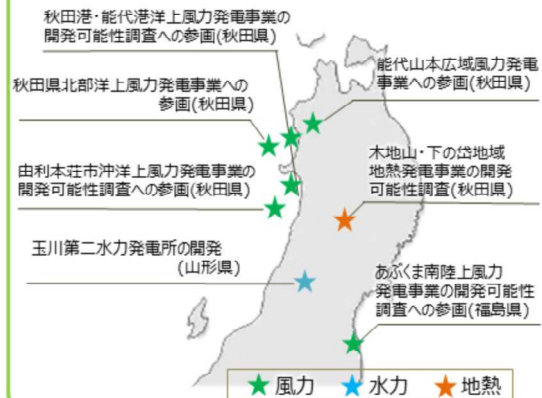 秋田港・能代港洋上風力発電事業の
開発可能性調査への参画(秋田県)
能代山本広域風力発電
事業への参画(秋田県)
秋田県北部洋上風力発電事業への
参画(秋田県)
木地山・下の岱地域
地熱発電事業の開発
可能性調査(秋田県)
由利本荘市沖洋上風力発電事業の
開発可能性調査への参画(秋田県)
玉川第二水力発電所の開発
(山形県)
あぶくま南陸上風力
発電事業の開発可能性
調査への参画(福島県)
★風力 ★水力 ★地熱